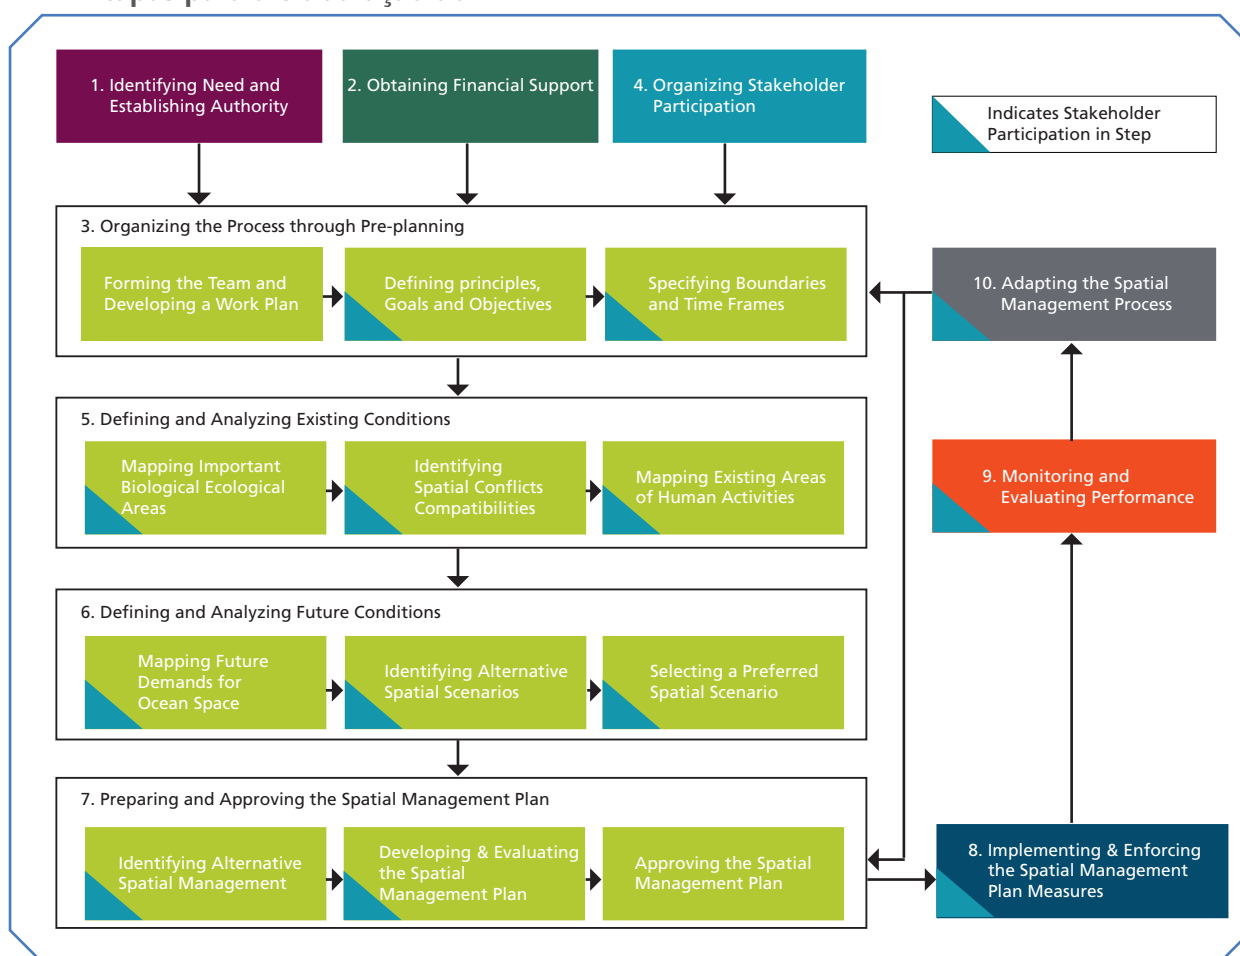 1. Identifying Need and
Establishing Authority
2. Obtaining Financial Support
4. Organizing Stakeholder
Participation
Indicates Stakeholder
Participation in Step
3. Organizing the Process through Pre-planning
Forming the Team and
Developing a Work Plan
Defining principles,
Goals and Objectives
Specifying Boundaries
and Time Frames
10. Adapting the Spatial
Management Process
5. Defining and Analyzing Existing Conditions
Mapping Important
Biological Ecological
Areas
Identifying
Spatial Conflicts
Compatibilities
Mapping Existing Areas
of Human Activities
9. Monitoring and
Evaluating Performance
6. Defining and Analyzing Future Conditions
Mapping Future
Demands for
Ocean Space
Identifying Alternative
Spatial Scenarios
Selecting a Preferred
Spatial Scenario
7. Preparing and Approving the Spatial Management Plan
Identifying Alternative
Spatial Management
Developing & Evaluating
the Spatial
Management Plan
Approving the Spatial
Management Plan
8. Implementing & Enforcing
the Spatial Management
Plan Measures